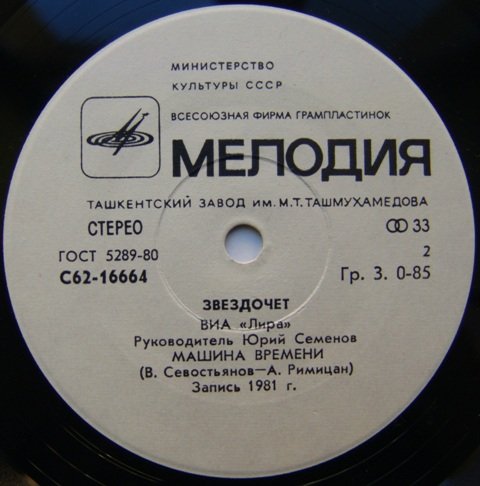 МИНИСТЕРСТВО
КУЛЬТУРЫ СССР
ВСЕСОЮЗНАЯ ФИРМА ГРАМПЛАСТИНОК
МЕЛОДИЯ
ТАШКЕНТСКИЙ ЗАВОД ИМ. М.Т. ТАШМУХАМЕДОВА
СТЕРЕО 33
ГОСТ 5289-80 2
С62-16664 Гр. 3. 0-85
ЗВЕЗДОЧЕТ
ВИА «Лира»
Руководитель Юрий Семенов
МАШИНА ВРЕМЕНИ
(В. Севостьянов—А. Римицан)
Запись 1981 г.